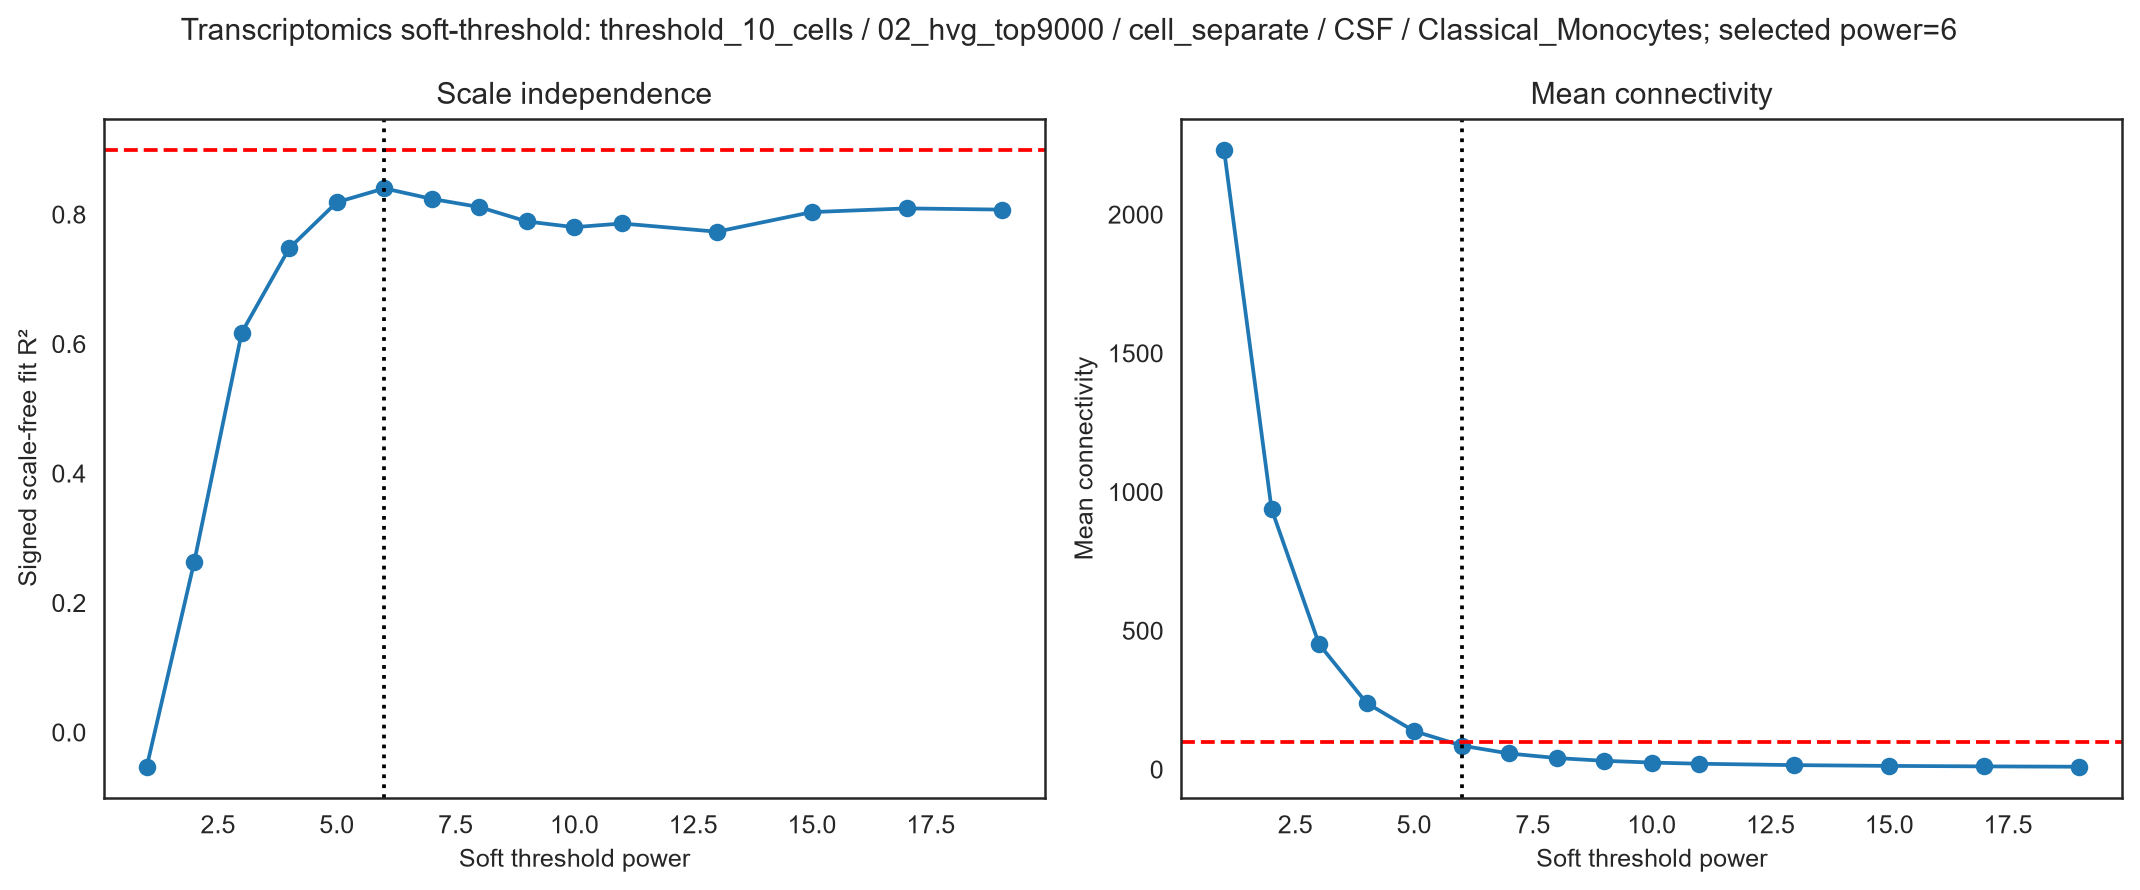 Transcriptomics soft-threshold: threshold_10_cells / 02_hvg_top9000 / cell_separate / CSF / Classical_Monocytes; selected power=6
Scale independence
Signed scale-free fit R²
0.8
0.6
0.4
0.2
0.0
2.5 5.0 7.5 10.0 12.5 15.0 17.5
Soft threshold power
Mean connectivity
Mean connectivity
2000
1500
1000
500
0
2.5 5.0 7.5 10.0 12.5 15.0 17.5
Soft threshold power